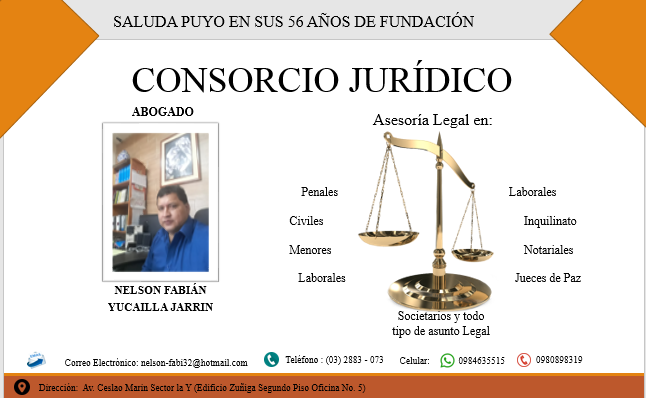 SALUDA PUYO EN SUS 56 AÑOS DE FUNDACIÓN
CONSORCIO JURÍDICO
ABOGADO
NELSON FABIÁN
YUCAILLA JARRIN
Asesoría Legal en:
Penales
Laborales
Civiles
Inquilinato
Menores
Notariales
Laborales
Jueces de Paz
Societarios y todo
tipo de asunto Legal
Correo Electrónico: nelson-fabi32@hotmail.com
Teléfono : (03) 2883 - 073
Celular:
0984635515
0980898319
Dirección: Av. Ceslao Marin Sector la Y (Edificio Zuñiga Segundo Piso Oficina No. 5)